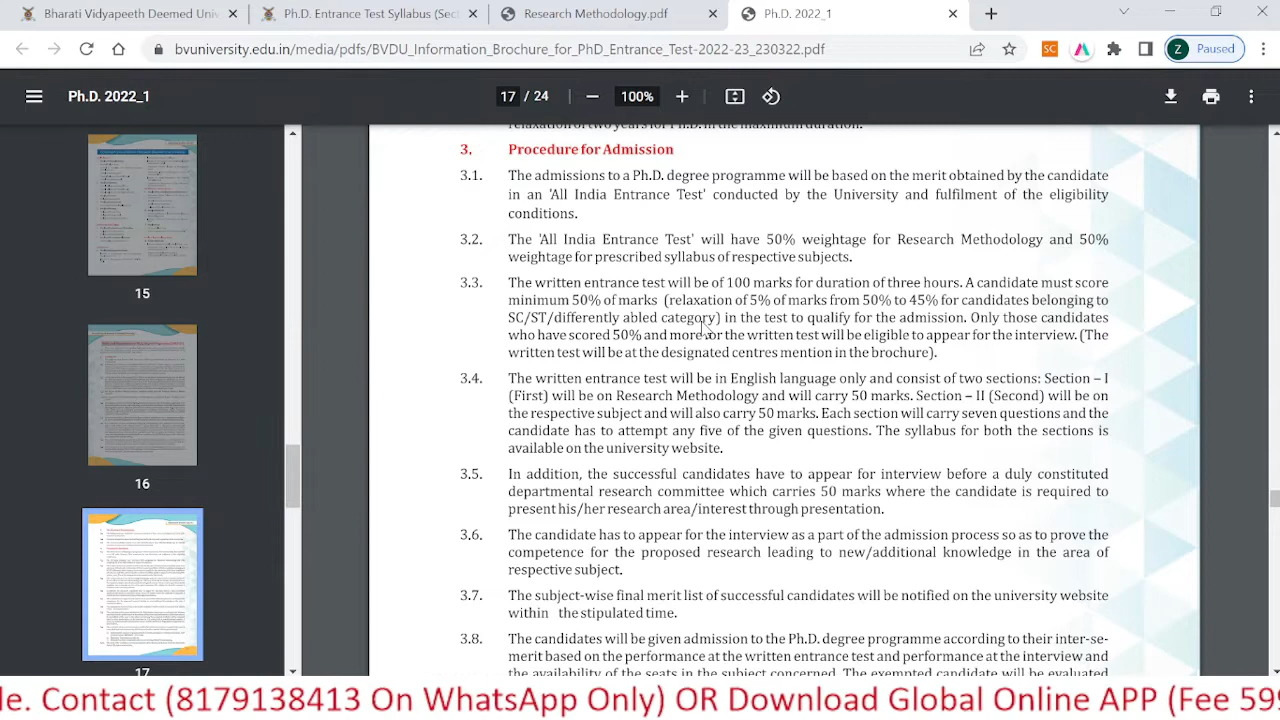 Bharati Vidyapeeth Deemed Univ
Ph.D. Entrance Test Syllabus (Sec
Research Methodology.pdf
Ph.D. 2022_1
bvuniversity.edu.in/media/pdfs/BVDU_Information_Brochure_for_PhD_Entrance_Test-2022-23_230322.pdf
SC
Z Paused
Ph.D. 2022_1
17 / 24
100%
15
16
17
3. Process of Admission
3.1. The admission to Ph.D. degree programme will be based on the merit obtained by the candidate
in an 'All India Entrance Test' conducted by the University and fulfilment of the eligibility
conditions.
3.2. The 'All India Entrance Test' will have 50% weightage for Research Methodology and 50%
weightage for prescribed syllabus of respective subjects.
3.3. The written entrance test will be of 100 marks for duration of three hours. A candidate must score
minimum 50% of marks (relaxation of 5% of marks from 50% to 45% for candidates belonging to
SC/ST/differently abled category) in the test to qualify for the admission. Only those candidates
who score 50% and more in the written test will be eligible to appear for the interview (The
written test will be at the designated centres mention in the brochure).
3.4. The written entrance test will be in English language only and consist of two sections: Section – I
(First) will be on research methodology and will carry 50 marks. Section – II (Second) will be on
the respective subject and will also carry 50 marks. Each section will carry seven questions and the
candidate has to attempt any five of the given questions. The syllabus for both the sections is
available on the university website.
3.5. In addition, the successful candidates have to appear for interview before a duly constituted
departmental research committee which carries 50 marks where the candidate is required to
present his/her research area/interest through presentation.
3.6. The candidate has to appear for the interview as part of the admission process so as to prove the
competence for the proposed research leading to new/additional knowledge in the area of
respective subject.
3.7. The subject-wise final merit list of successful candidates will be notified on the university website
within the stipulated time.
3.8. The candidates will be given admission to the Ph.D. degree programme according to their inter-se-
merit based on the performance at the written entrance test and performance at the interview and
the availability of the seats in the subject concerned. The exempted candidate will be evaluated
le. Contact (8179138413 On WhatsApp Only) OR Download Global Online APP (Fee 59